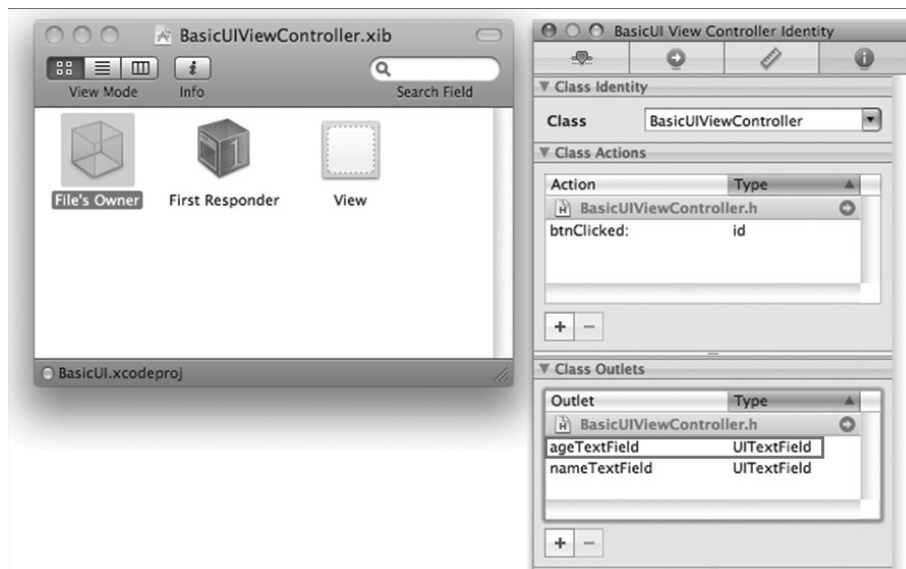 BasicUIViewController.xib
View Mode
Info
Search Field
File's Owner
First Responder
1
View
BasicUI.xcodeproj
BasicUI View Controller Identity
Class Identity
Class
BasicUIViewController
Class Actions
Action Type
BasicUIViewController.h
btnClicked: id
+ −
Class Outlets
Outlet Type
BasicUIViewController.h
ageTextField UITextField
nameTextField UITextField
+ −